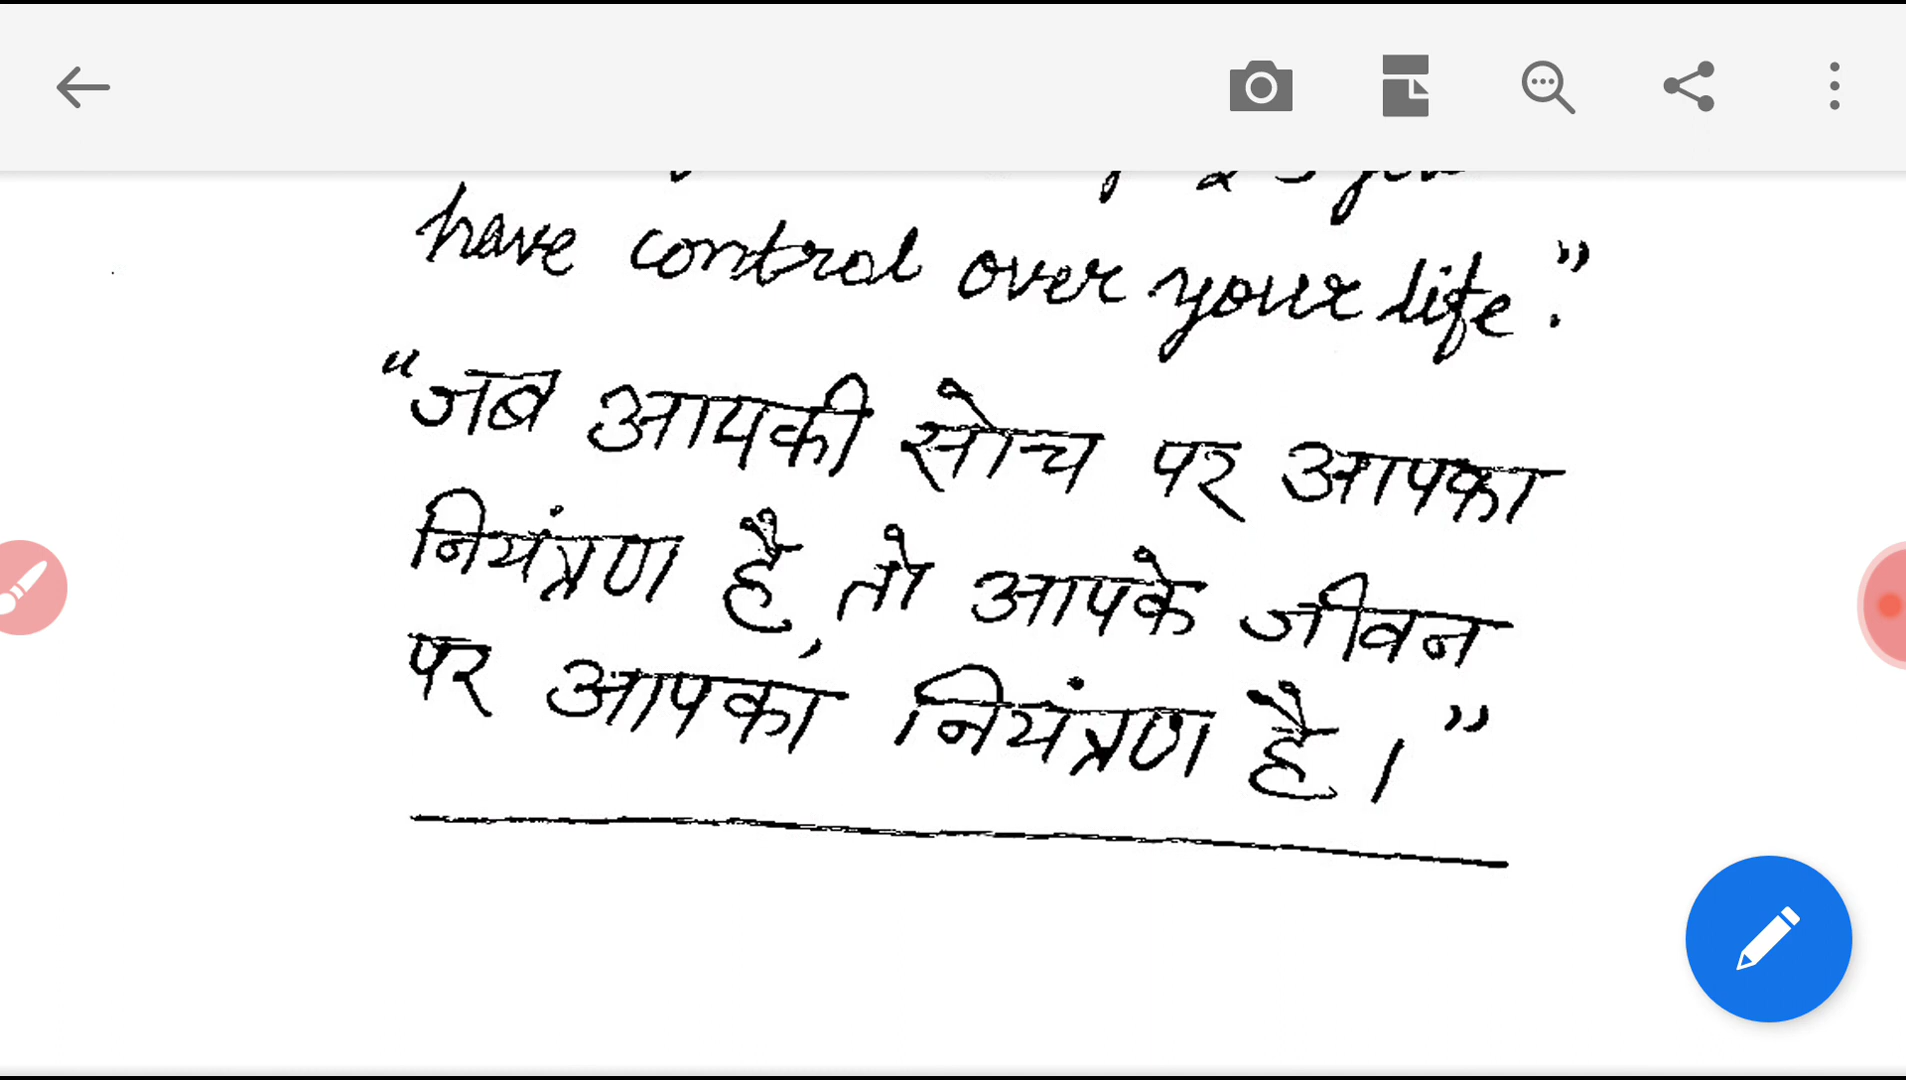 have control over your life."
"जब आपकी सोच पर आपका
नियंत्रण है, तो आपके जीवन
पर आपका नियंत्रण है।"